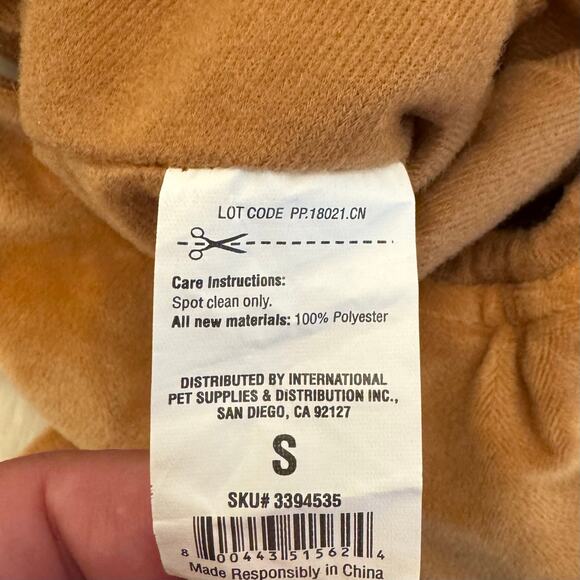 LOT CODE PP.18021.CN
Care Instructions:
Spot clean only.
All new materials: 100% Polyester
DISTRIBUTED BY INTERNATIONAL
PET SUPPLIES & DISTRIBUTION INC.,
SAN DIEGO, CA 92127
S
SKU# 3394535
8 00443 51562 4
Made Responsibly in China